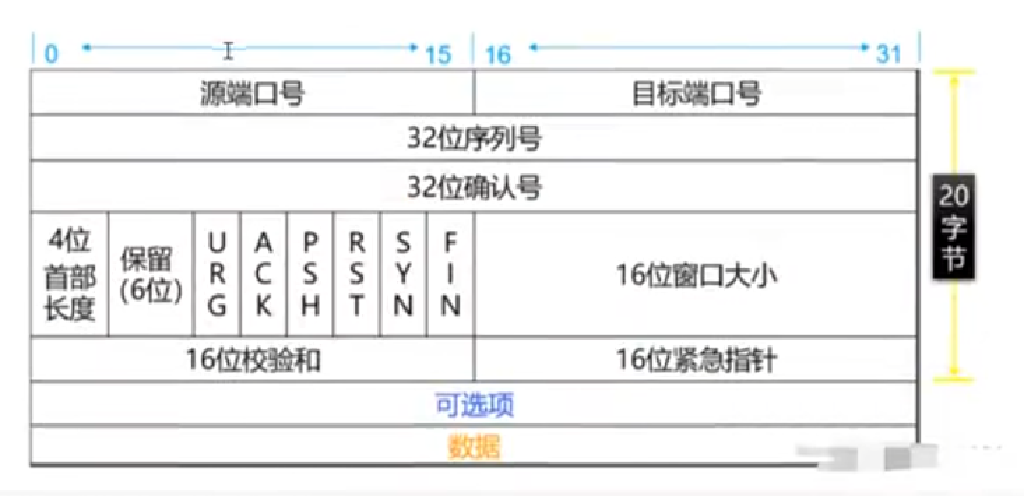 0 15 16 31
源端口号 目标端口号
32位序列号
32位确认号
4位首部长度 保留(6位) URG ACK PSH RST SYN FIN 16位窗口大小
16位校验和 16位紧急指针
可选项
数据
20字节